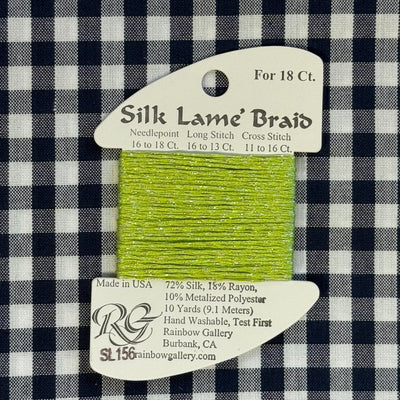 For 18 Ct.
Silk Lame' Braid
Needlepoint Long Stitch Cross Stitch
16 to 18 Ct. 16 to 13 Ct. 11 to 16 Ct.
Made in USA
72% Silk, 18% Rayon,
10% Metalized Polyester
10 Yards (9.1 Meters)
Hand Washable, Test First
Rainbow Gallery
Burbank, CA
RG
SL156
rainbowgallery.com